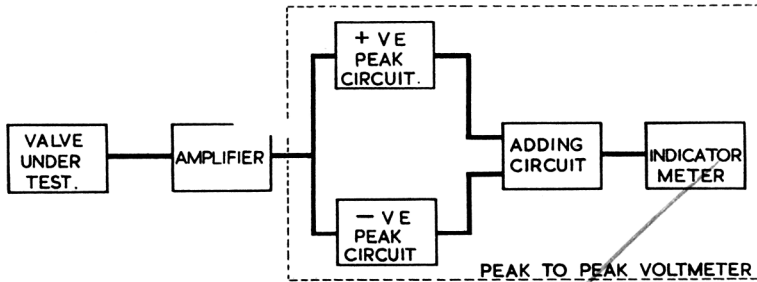 + VE
PEAK
CIRCUIT.
VALVE
UNDER
TEST.
AMPLIFIER
ADDING
CIRCUIT
INDICATOR
METER
– VE
PEAK
CIRCUIT
PEAK TO PEAK VOLTMETER